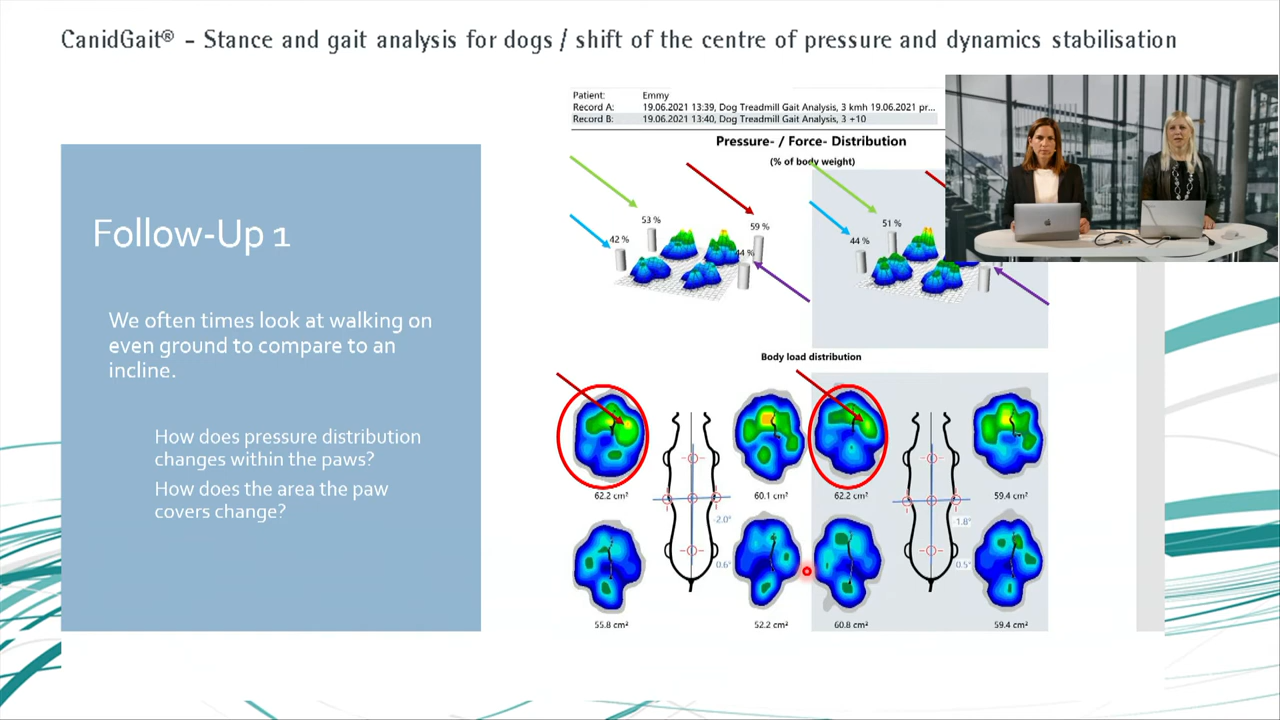 CanidGait® - Stance and gait analysis for dogs / shift of the centre of pressure and dynamics stabilisation
Follow-Up 1
We often times look at walking on
even ground to compare to an
incline.
How does pressure distribution
changes within the paws?
How does the area the paw
covers change?
Patient: Emmy
Record A: 19.06.2021 13:39, Dog Treadmill Gait Analysis, 3 kmh 19.06.2021 pr...
Record B: 19.06.2021 13:40, Dog Treadmill Gait Analysis, 3 +10
Pressure- / Force- Distribution
(% of body weight)
53 % 59 % 51 %
42 % 44 % 44 %
Body load distribution
62.2 cm² 60.1 cm² 62.2 cm² 59.4 cm²
-2.0° -1.8°
0.6° 0.5°
55.8 cm² 52.2 cm² 60.8 cm² 59.4 cm²